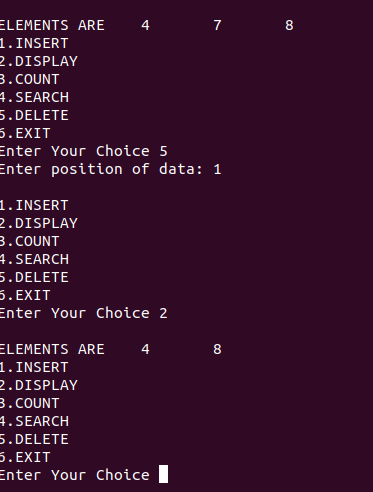 ELEMENTS ARE 4 7 8
1.INSERT
2.DISPLAY
3.COUNT
4.SEARCH
5.DELETE
6.EXIT
Enter Your Choice 5
Enter position of data: 1
1.INSERT
2.DISPLAY
3.COUNT
4.SEARCH
5.DELETE
6.EXIT
Enter Your Choice 2
ELEMENTS ARE 4 8
1.INSERT
2.DISPLAY
3.COUNT
4.SEARCH
5.DELETE
6.EXIT
Enter Your Choice